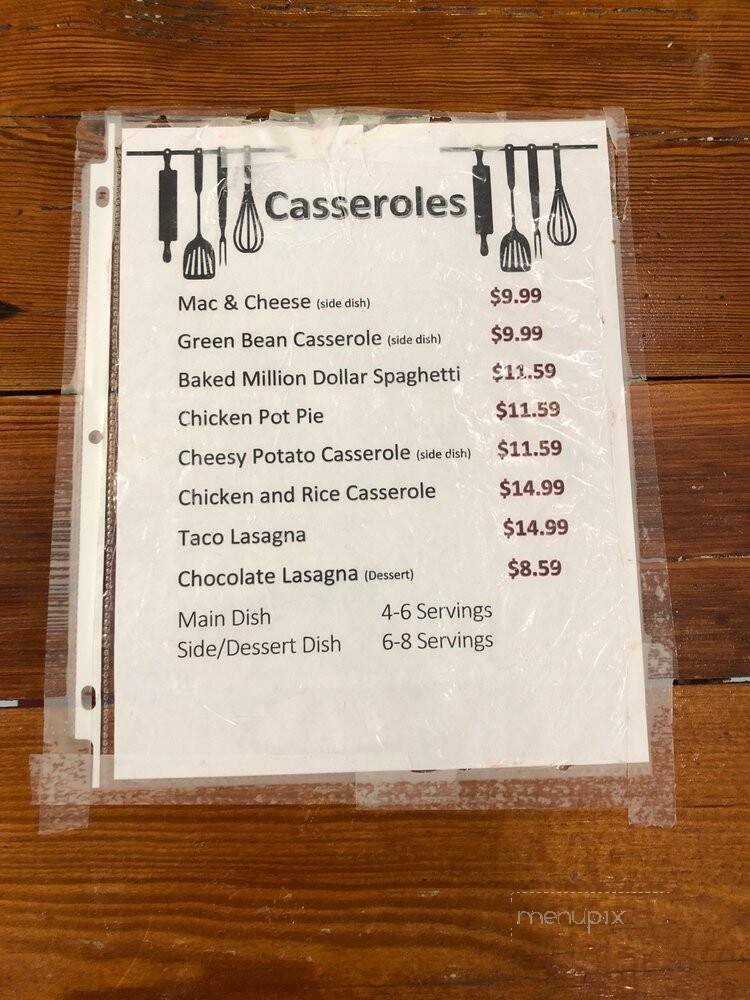 Casseroles
Mac & Cheese (side dish) $9.99
Green Bean Casserole (side dish) $9.99
Baked Million Dollar Spaghetti $11.59
Chicken Pot Pie $11.59
Cheesy Potato Casserole (side dish) $11.59
Chicken and Rice Casserole $14.99
Taco Lasagna $14.99
Chocolate Lasagna (Dessert) $8.59
Main Dish 4-6 Servings
Side/Dessert Dish 6-8 Servings
menupix